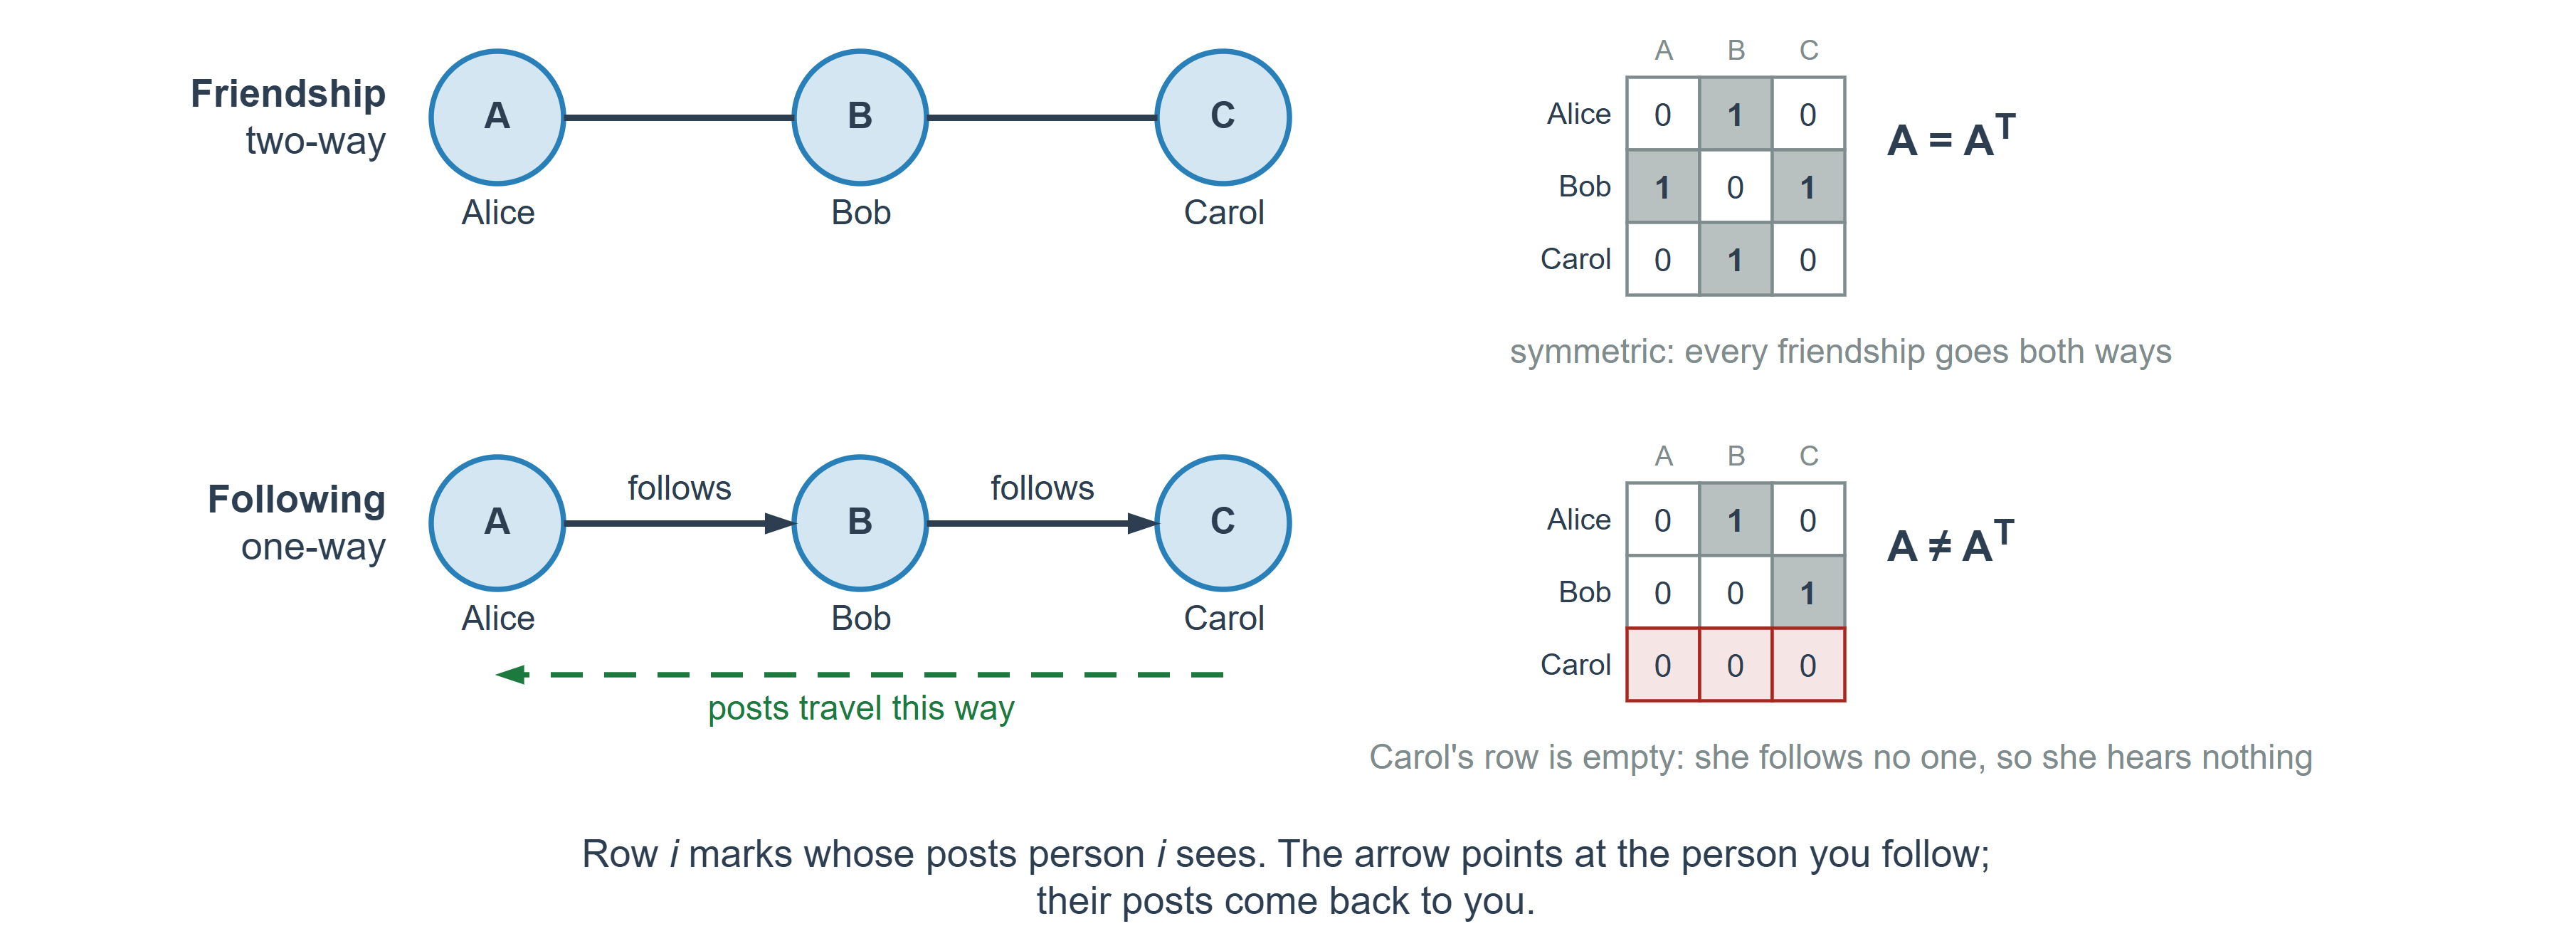 Friendship
two-way
A
B
C
Alice
Bob
Carol
A B C
Alice 0 1 0
Bob 1 0 1
Carol 0 1 0
A = Aᵀ
symmetric: every friendship goes both ways
Following
one-way
A
follows
B
follows
C
Alice
Bob
Carol
posts travel this way
A B C
Alice 0 1 0
Bob 0 0 1
Carol 0 0 0
A ≠ Aᵀ
Carol's row is empty: she follows no one, so she hears nothing
Row i marks whose posts person i sees. The arrow points at the person you follow;
their posts come back to you.